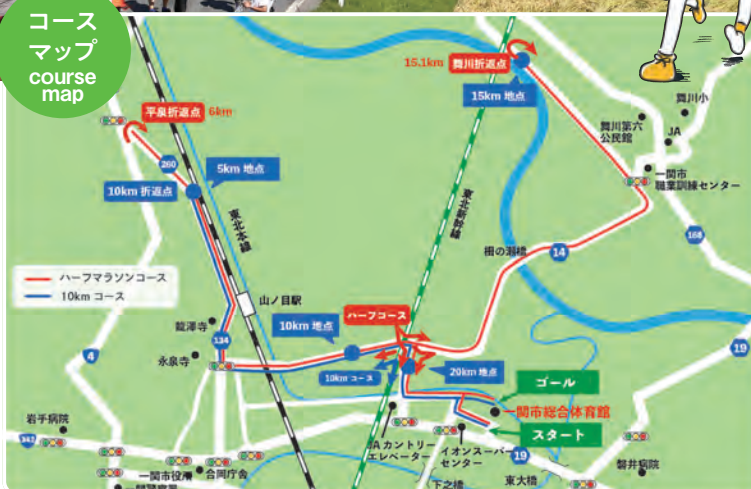 コース
マップ
course
map
15.1km 舞川折返点
15km 地点
舞川小
舞川第六
公民館
JA
一関市
職業訓練センター
平泉折返点 6km
260
5km 地点
10km 折返点
東北本線
東北新幹線
柵の瀬橋
14
168
ハーフマラソンコース
10km コース
山ノ目駅
龍澤寺
134
永泉寺
4
10km 地点
ハーフコース
10km コース
20km 地点
19
ゴール
一関市総合体育館
スタート
岩手病院
342
JA カントリー
エレベーター
イオンスーパー
センター
19
一関市役所
合同庁舎
下之橋
東大橋
磐井病院